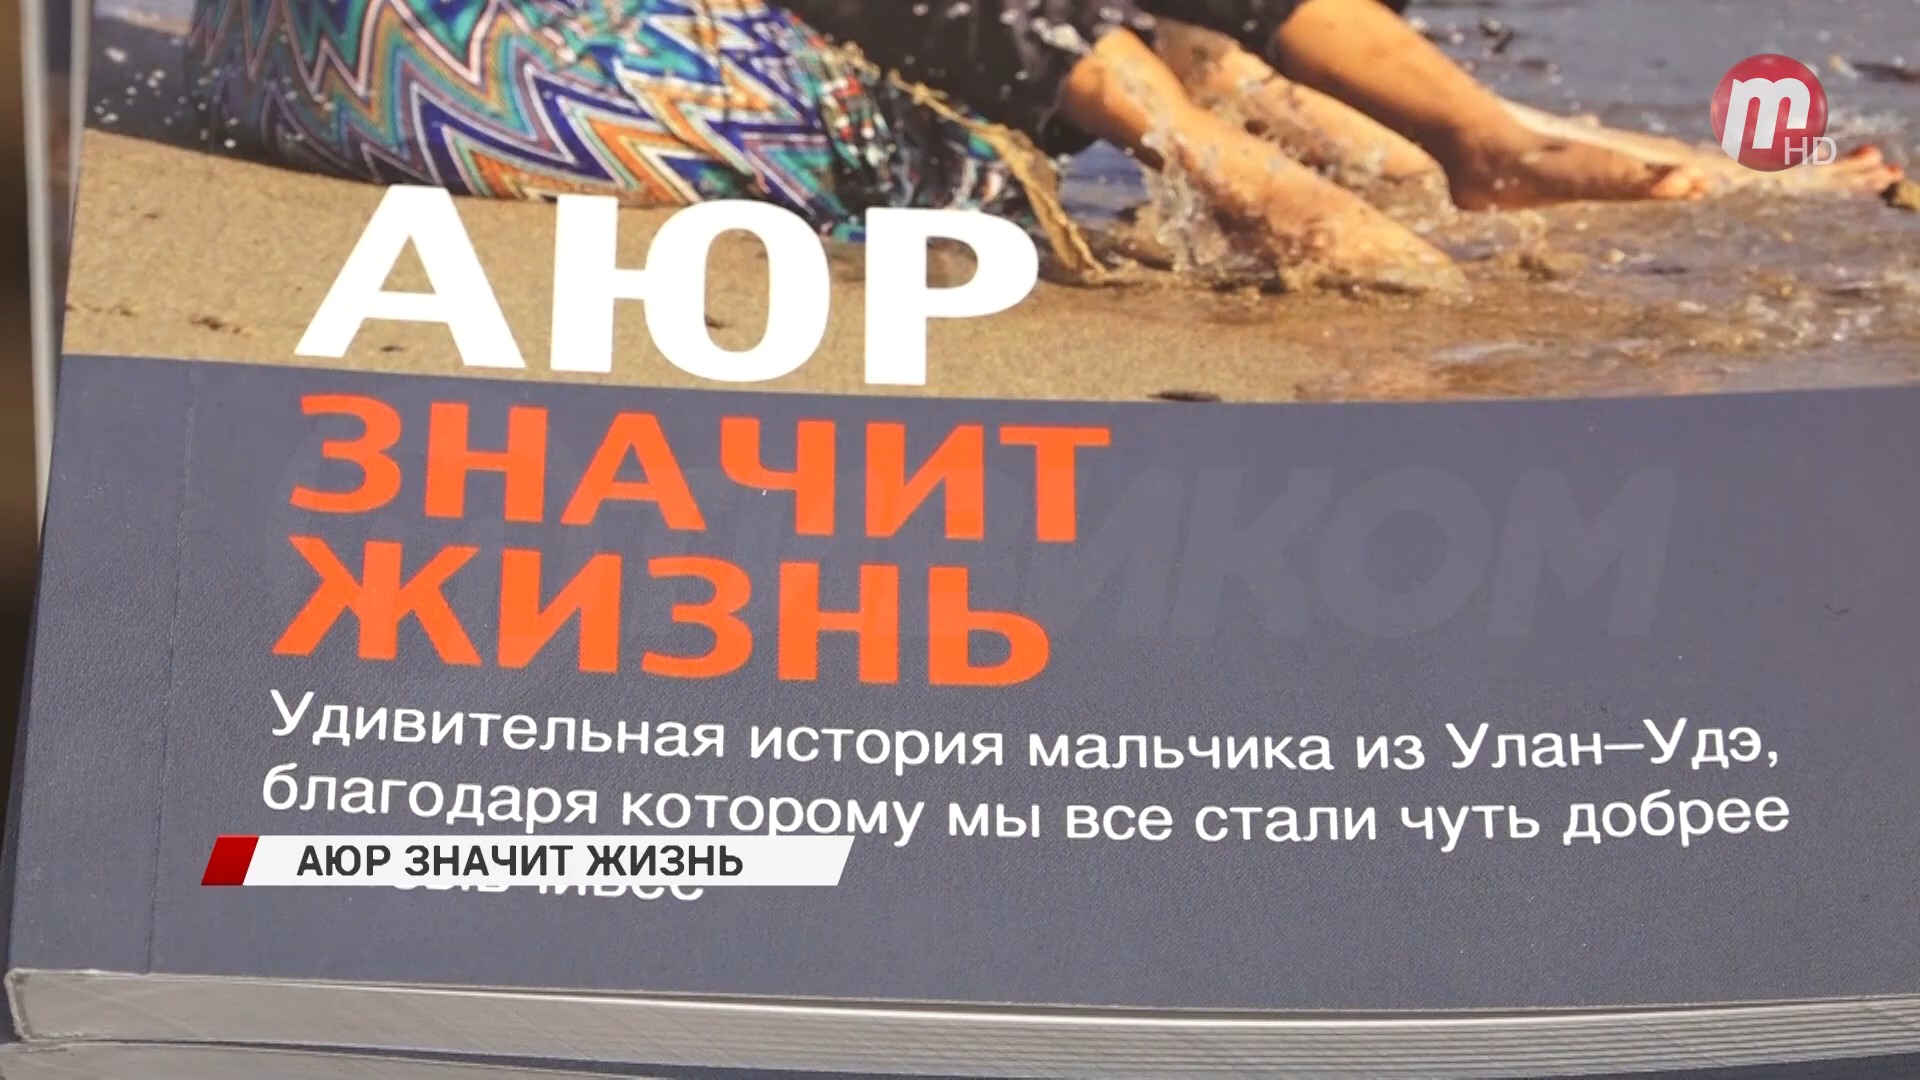 m HD
АЮР
ЗНАЧИТ
ЖИЗНЬ
Удивительная история мальчика из Улан–Удэ,
благодаря которому мы все стали чуть добрее
АЮР ЗНАЧИТ ЖИЗНЬ